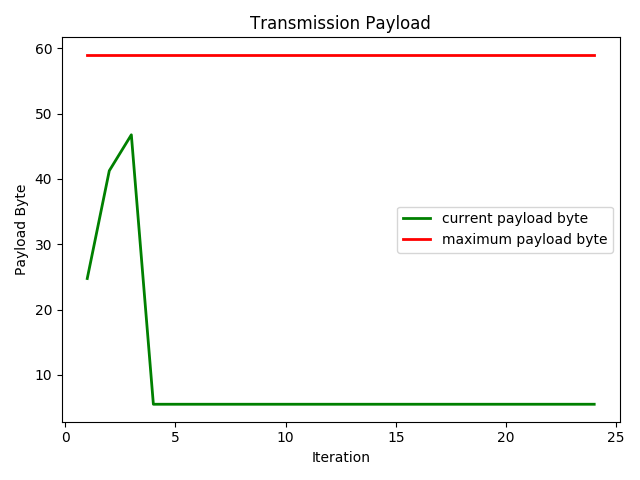 Transmission Payload
60
50
40
30
20
10
Payload Byte
current payload byte
maximum payload byte
0 5 10 15 20 25
Iteration